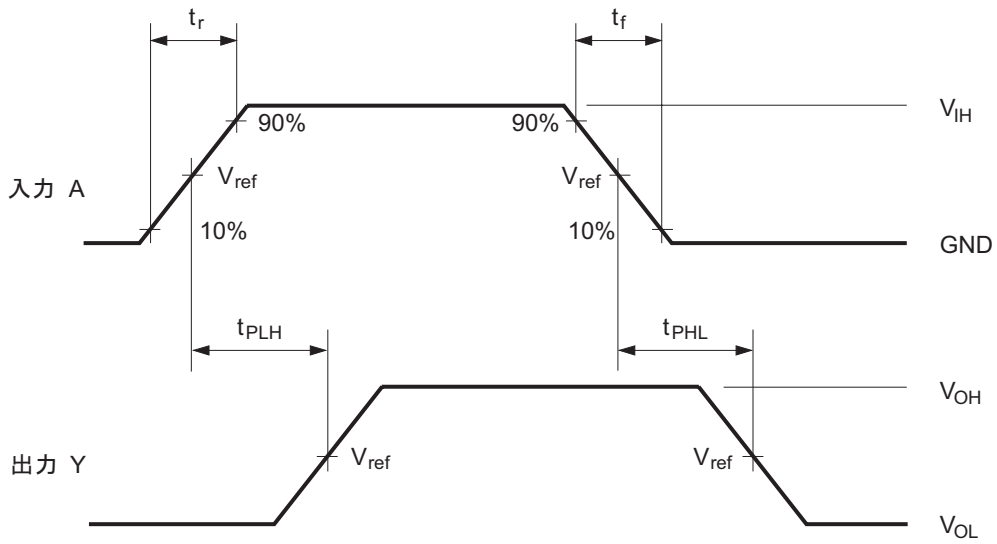 tr
tf
90%
90%
VIH
Vref
Vref
入力 A
10%
10%
GND
tPLH
tPHL
VOH
出力 Y
Vref
Vref
VOL